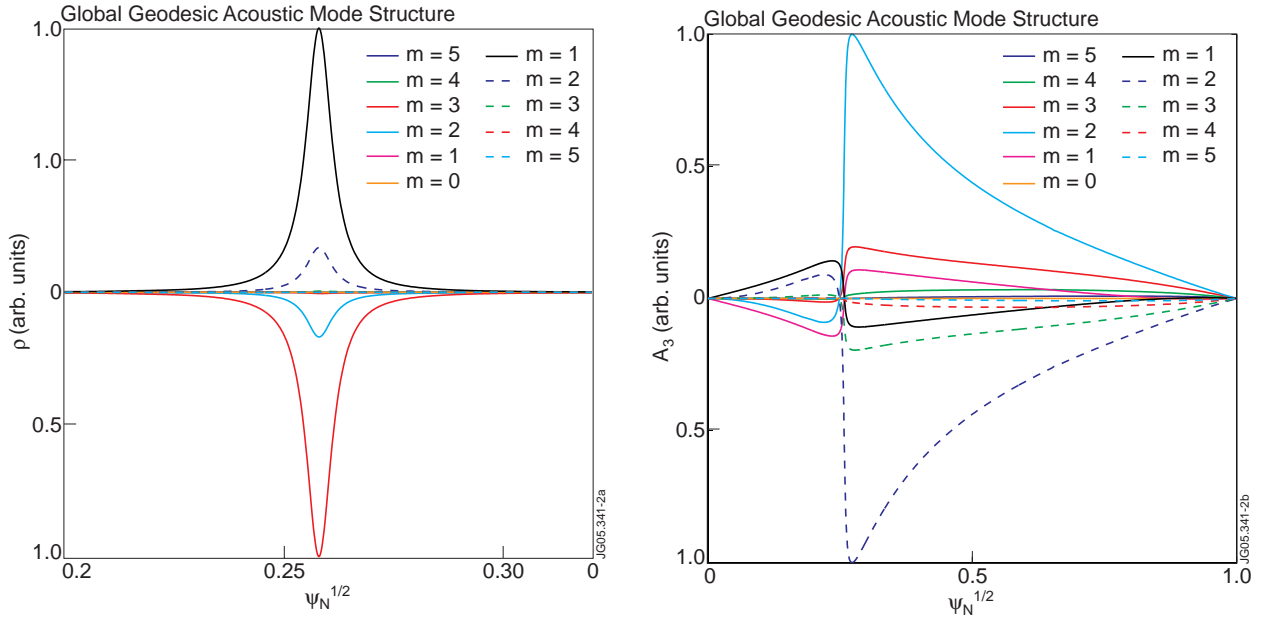 Global Geodesic Acoustic Mode Structure
1.0
1.0
0
0.5
1.0
ρ (arb. units)
m = 5
m = 4
m = 3
m = 2
m = 1
m = 0
m = 1
m = 2
m = 3
m = 4
m = 5
0.2
0.25
0.30
0
ψN1/2
JG05.341-2a
Global Geodesic Acoustic Mode Structure
1.0
0.5
0
0.5
1.0
A3 (arb. units)
m = 5
m = 4
m = 3
m = 2
m = 1
m = 0
m = 1
m = 2
m = 3
m = 4
m = 5
0
0.5
1.0
ψN1/2
JG05.341-2b